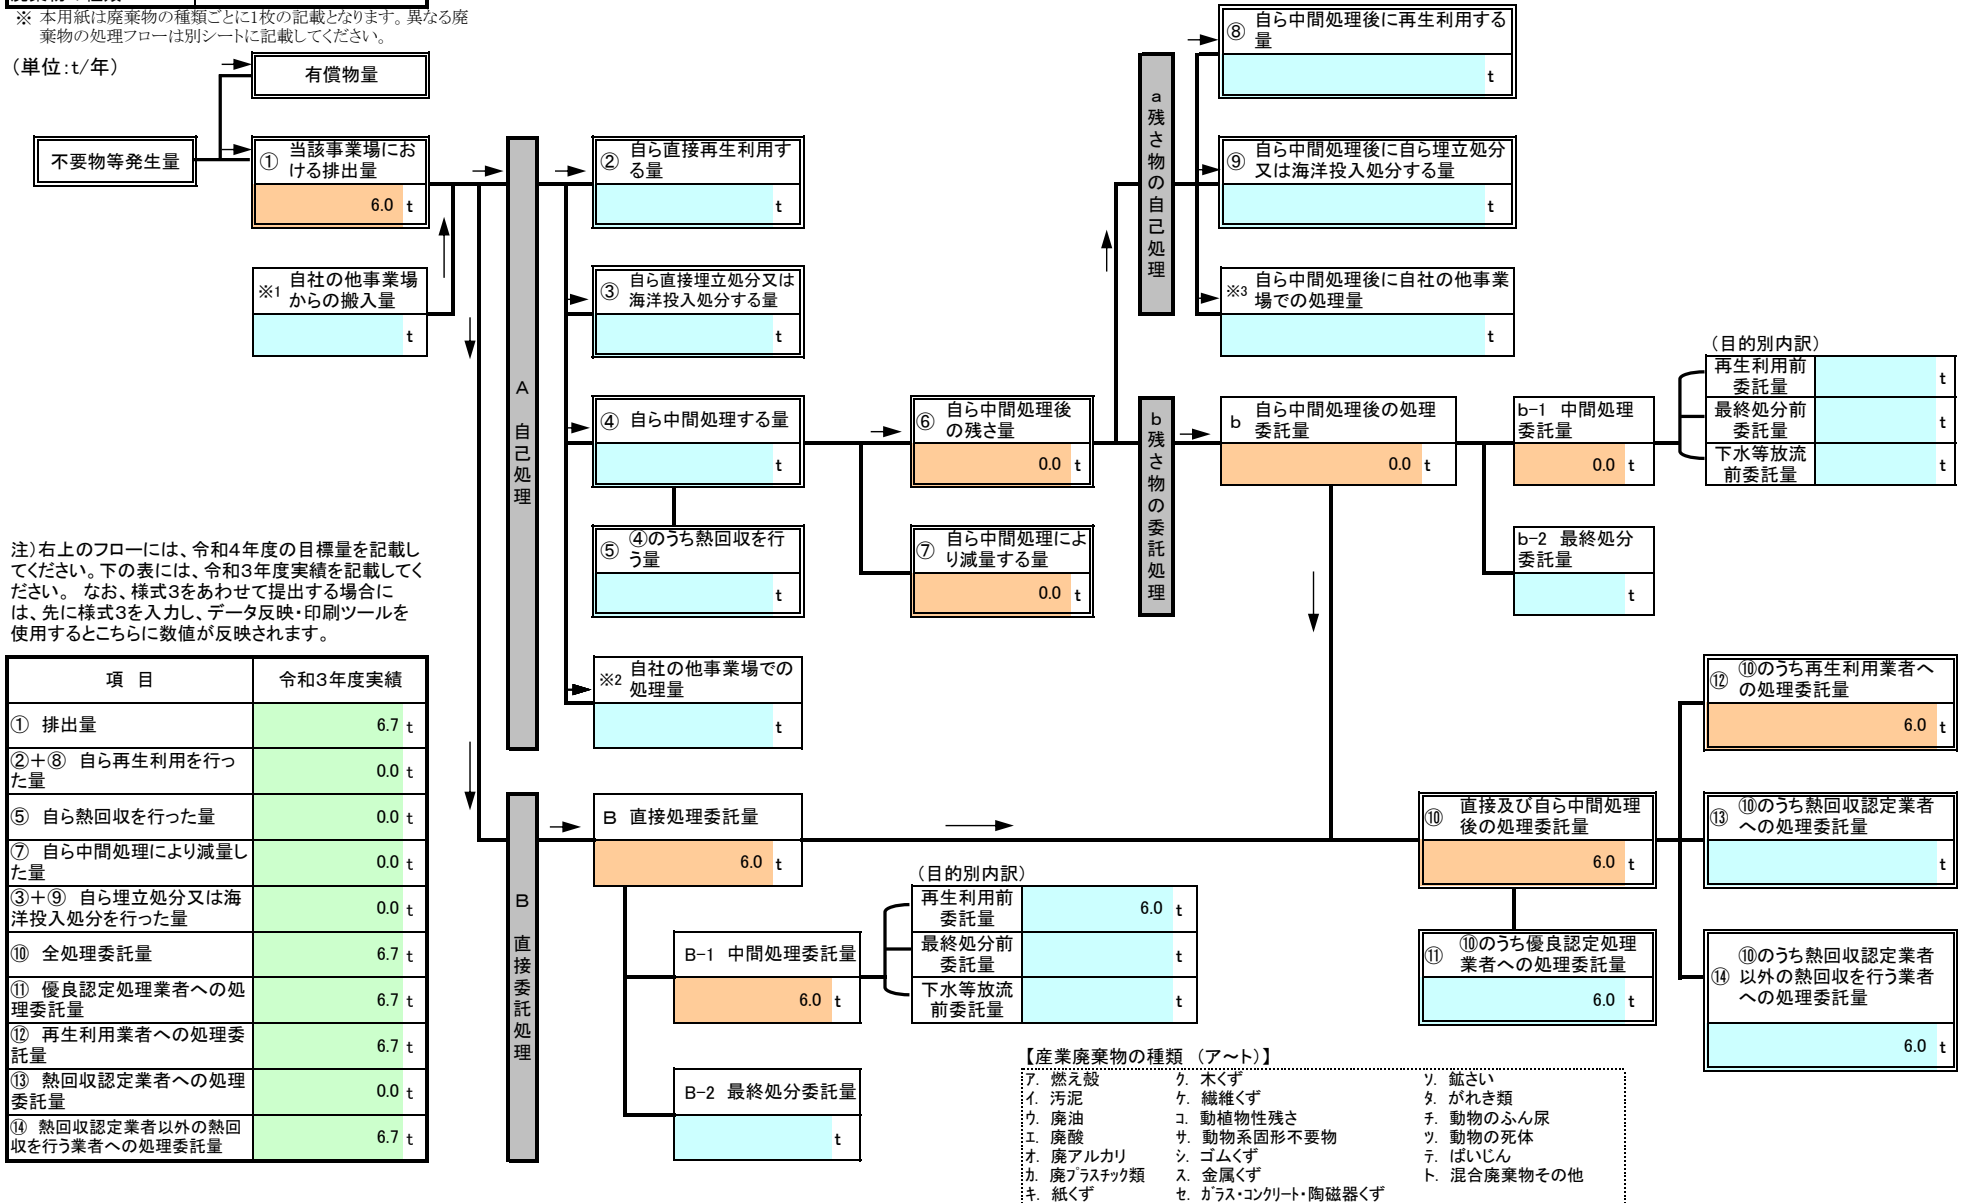 ※ 本用紙は廃棄物の種類ごとに1枚の記載となります。異なる廃
棄物の処理フローは別シートに記載してください。
（単位：t/年）
有償物量
不要物等発生量
① 当該事業場にお
ける排出量
6.0 t
※1 自社の他事業場
からの搬入量
t
A 自己処理
② 自ら直接再生利用す
る量
t
③ 自ら直接埋立処分又は
海洋投入処分する量
t
④ 自ら中間処理する量
t
⑤ ④のうち熱回収を行
う量
t
※2 自社の他事業場での
処理量
t
⑥ 自ら中間処理後
の残さ量
0.0 t
⑦ 自ら中間処理によ
り減量する量
0.0 t
a 残さ物の自己処理
⑧ 自ら中間処理後に再生利用する
量
t
⑨ 自ら中間処理後に自ら埋立処分
又は海洋投入処分する量
t
※3 自ら中間処理後に自社の他事業
場での処理量
t
b 残さ物の委託処理
b 自ら中間処理後の処理
委託量
0.0 t
b-1 中間処理
委託量
0.0 t
（目的別内訳）
再生利用前
委託量
t
最終処分前
委託量
t
下水等放流
前委託量
t
b-2 最終処分
委託量
t
注）右上のフローには、令和４年度の目標量を記載し
てください。下の表には、令和３年度実績を記載してく
ださい。 なお、様式３をあわせて提出する場合に
は、先に様式３を入力し、データ反映・印刷ツールを
使用するとこちらに数値が反映されます。
項 目 令和３年度実績
① 排出量 6.7 t
②＋⑧ 自ら再生利用を行っ
た量 0.0 t
⑤ 自ら熱回収を行った量 0.0 t
⑦ 自ら中間処理により減量し
た量 0.0 t
③＋⑨ 自ら埋立処分又は海
洋投入処分を行った量 0.0 t
⑩ 全処理委託量 6.7 t
⑪ 優良認定処理業者への処
理委託量 6.7 t
⑫ 再生利用業者への処理委
託量 6.7 t
⑬ 熱回収認定業者への処理
委託量 0.0 t
⑭ 熱回収認定業者以外の熱回
収を行う業者への処理委託量 6.7 t
B 直接委託処理
B 直接処理委託量
6.0 t
B-1 中間処理委託量
6.0 t
（目的別内訳）
再生利用前
委託量
6.0 t
最終処分前
委託量
t
下水等放流
前委託量
t
B-2 最終処分委託量
t
⑩ 直接及び自ら中間処理
後の処理委託量
6.0 t
⑪ ⑩のうち優良認定処理
業者への処理委託量
6.0 t
⑫ ⑩のうち再生利用業者へ
の処理委託量
6.0 t
⑬ ⑩のうち熱回収認定業者
への処理委託量
t
⑭ ⑩のうち熱回収認定業者
以外の熱回収を行う業者
への処理委託量
6.0 t
【産業廃棄物の種類 （ア～ト）】
ｱ. 燃え殻 ｸ. 木くず ｿ. 鉱さい
ｲ. 汚泥 ｹ. 繊維くず ﾀ. がれき類
ｳ. 廃油 ｺ. 動植物性残さ ﾁ. 動物のふん尿
ｴ. 廃酸 ｻ. 動物系固形不要物 ﾂ. 動物の死体
ｵ. 廃アルカリ ｼ. ゴムくず ﾃ. ばいじん
ｶ. 廃ﾌﾟﾗｽﾁｯｸ類 ｽ. 金属くず ﾄ. 混合廃棄物その他
ｷ. 紙くず ｾ. ｶﾞﾗｽ・ｺﾝｸﾘｰﾄ・陶磁器くず